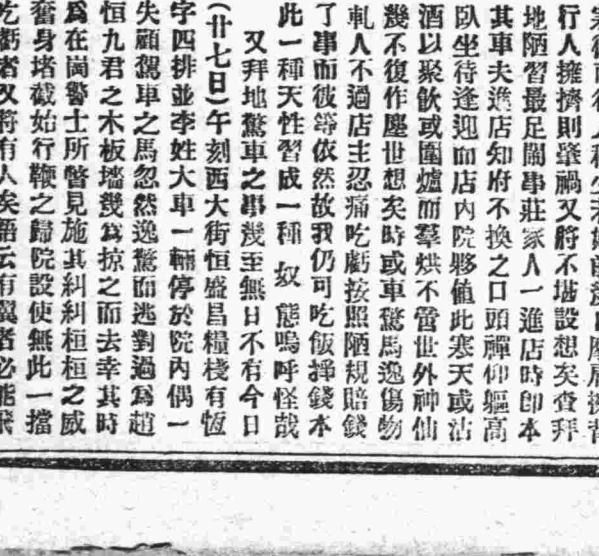 行人擁擠則肇禍又將不堪設想矣查拜
地陋習最足鬧事莊家人一進店時卽本
其車夫進店知府不換之口頭禪仰軀高
臥坐待逢迎而店內院夥值此寒天或沽
酒以聚飲或圍爐而羣烘不啻世外神仙
幾不復作塵世想矣時或車驚馬逸傷物
軋人不過店主忍痛吃虧按照陋規賠錢
了事而彼等依然故我仍可吃飯掙錢本
此一種天性習成一種奴態嗚呼怪哉
又拜地驚車之事幾至無日不有今日
(廿七日)午刻西大街恒盛昌糧棧有恆
字四排並李姓大車一輛停於院內偶一
失顧駕車之馬忽然逸驚而逃對過爲趙
恒九君之木板墻幾爲掠之而去幸其時
爲在崗警士所瞥見施其糾糾桓桓之威
奮身堵截始行鞭之歸院設使無此一擋
吃虧者又將有人矣語云有翼者必能飛